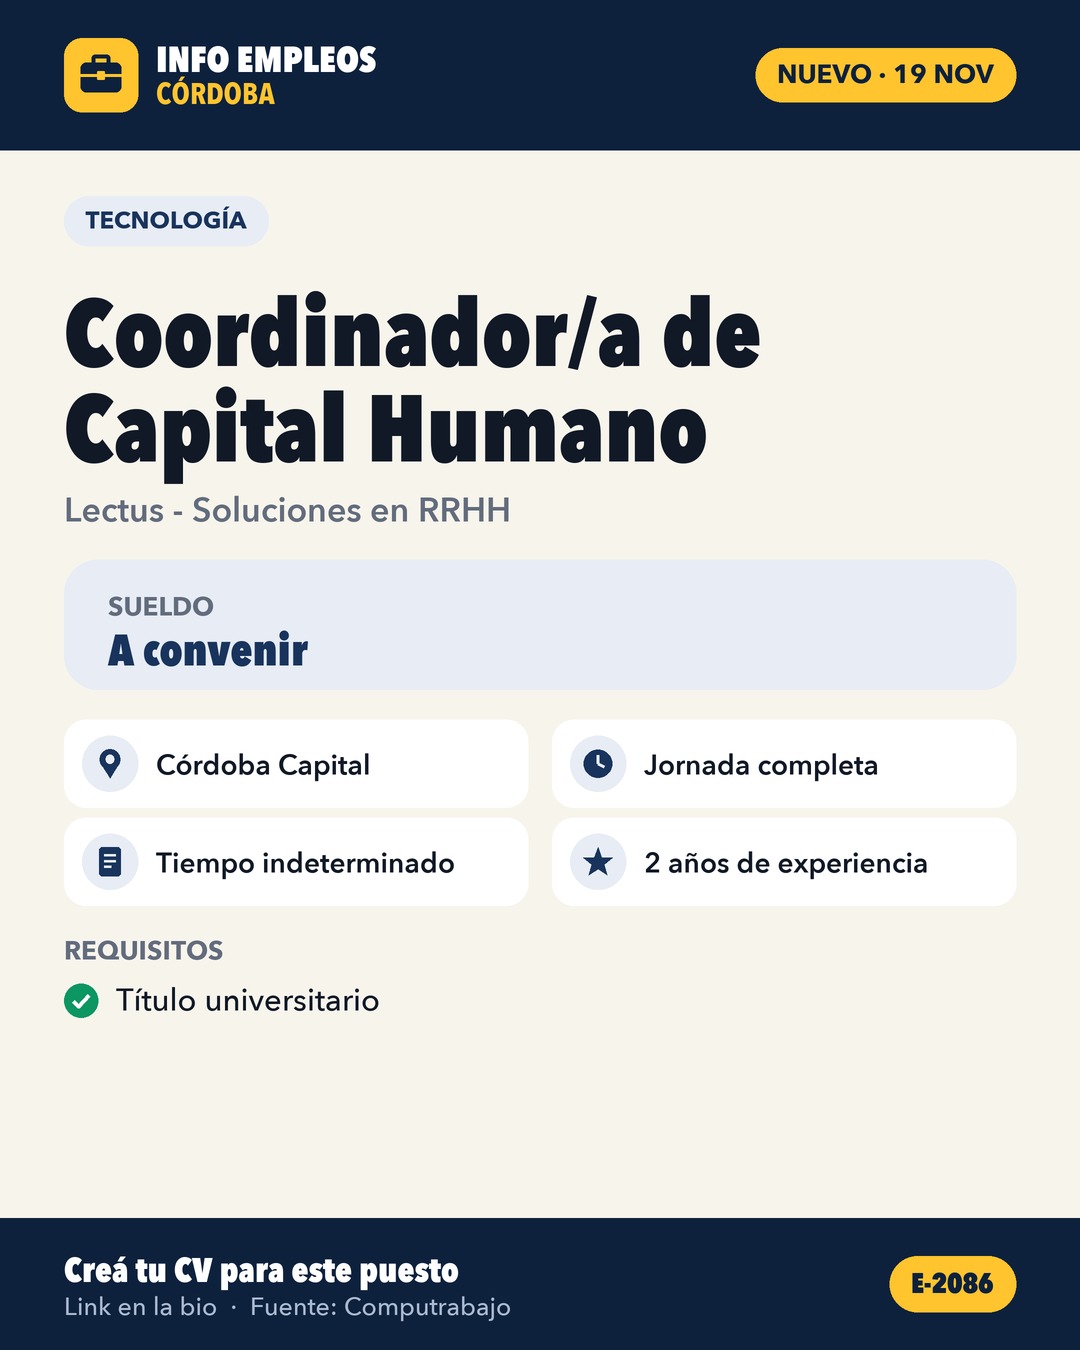 INFO EMPLEOS
CÓRDOBA
NUEVO · 19 NOV
TECNOLOGÍA
Coordinador/a de
Capital Humano
Lectus - Soluciones en RRHH
SUELDO
A convenir
Córdoba Capital
Jornada completa
Tiempo indeterminado
2 años de experiencia
REQUISITOS
Título universitario
Creá tu CV para este puesto
Link en la bio · Fuente: Computrabajo
E-2086